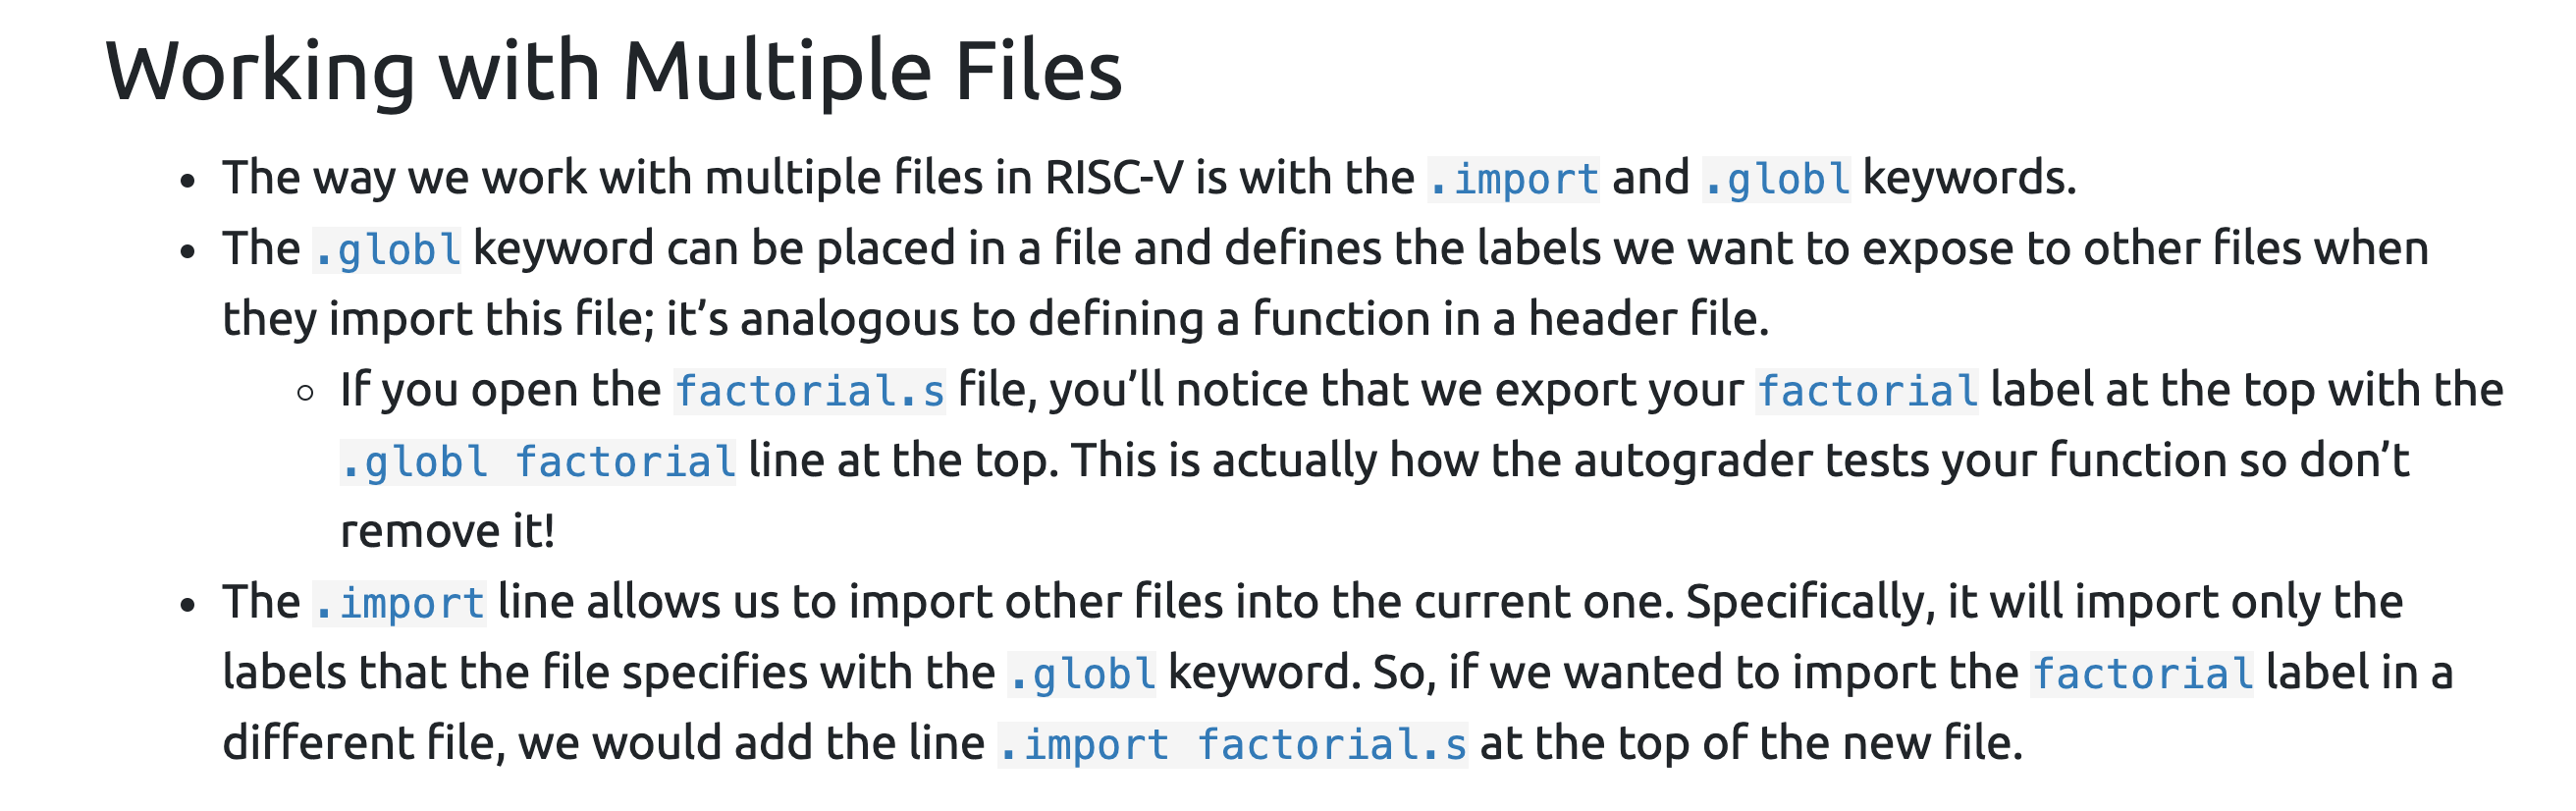 Working with Multiple Files
• The way we work with multiple files in RISC-V is with the .import and .globl keywords.
• The .globl keyword can be placed in a file and defines the labels we want to expose to other files when
they import this file; it’s analogous to defining a function in a header file.
◦ If you open the factorial.s file, you’ll notice that we export your factorial label at the top with the
.globl factorial line at the top. This is actually how the autograder tests your function so don’t
remove it!
• The .import line allows us to import other files into the current one. Specifically, it will import only the
labels that the file specifies with the .globl keyword. So, if we wanted to import the factorial label in a
different file, we would add the line .import factorial.s at the top of the new file.